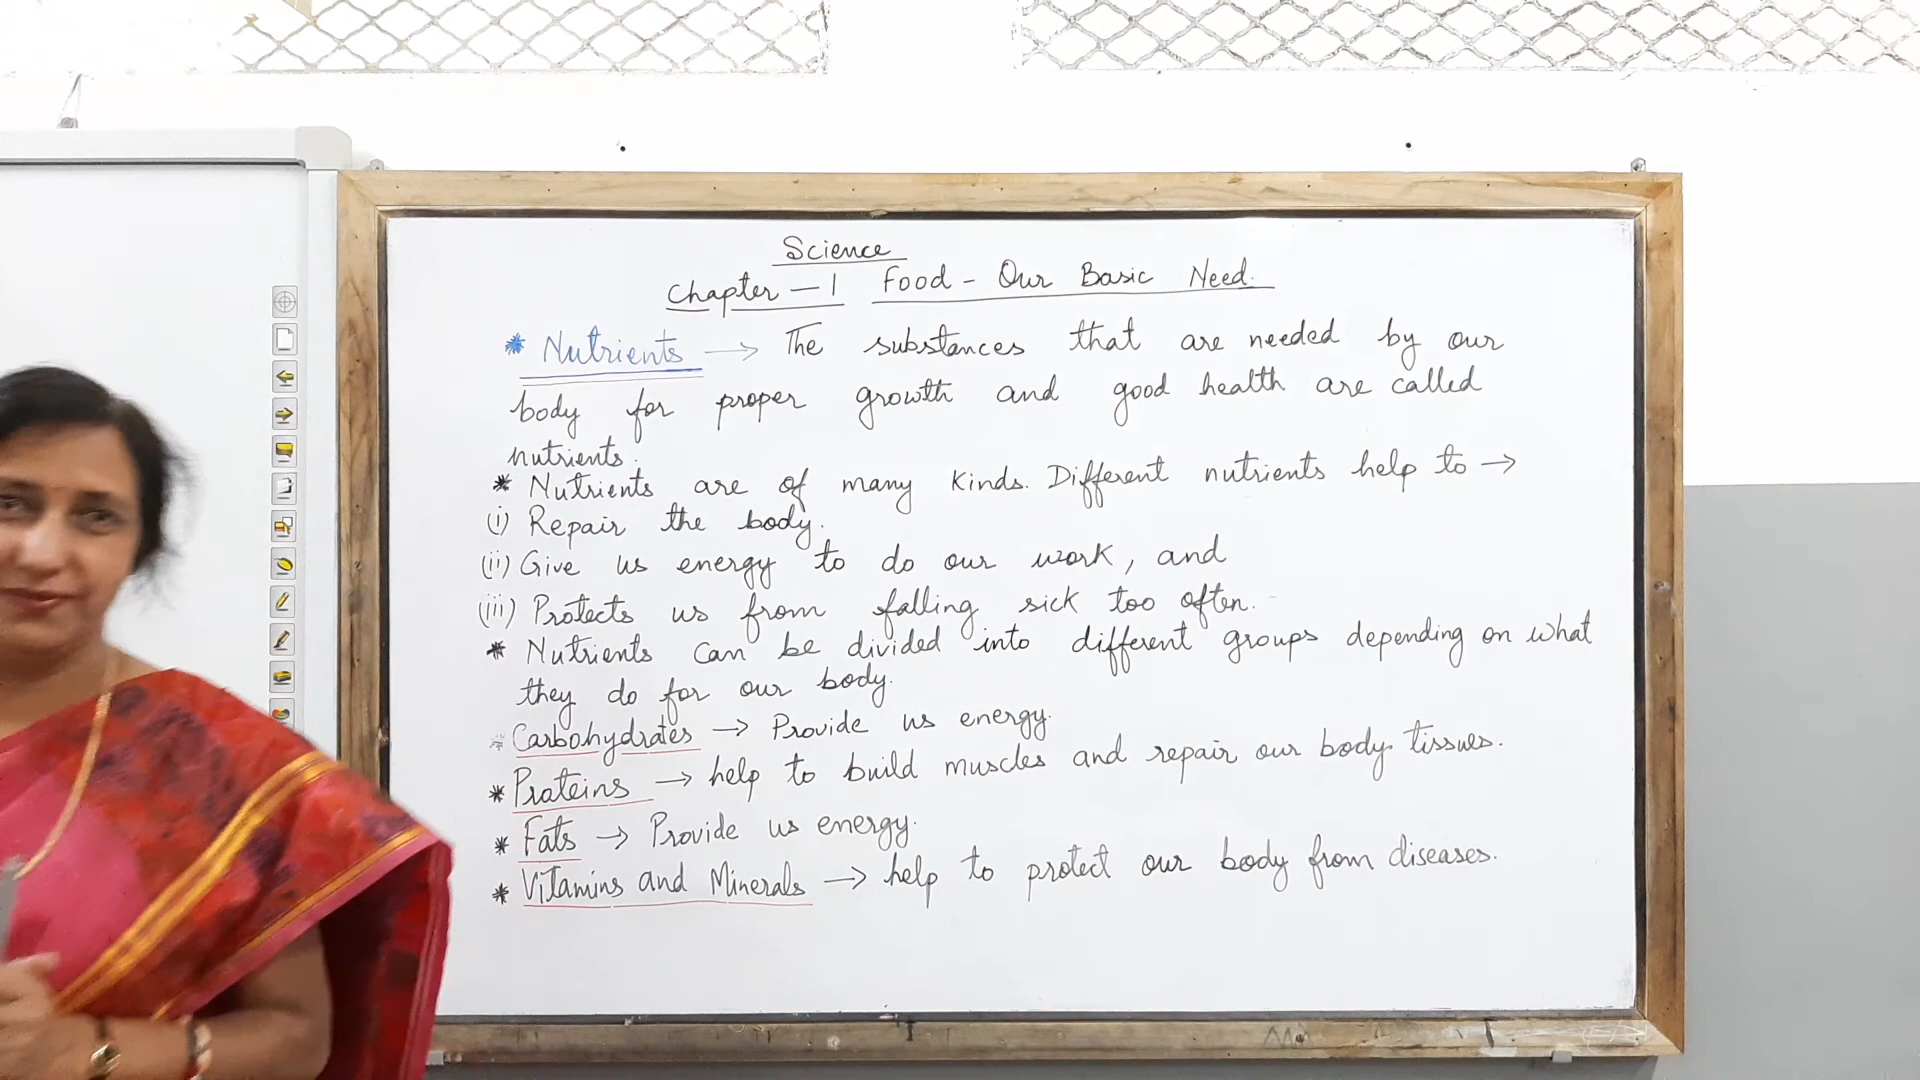 Science
Chapter - 1 Food - Our Basic Need.
* Nutrients → The substances that are needed by our
body for proper growth and good health are called
nutrients.
* Nutrients are of many kinds. Different nutrients help to →
(i) Repair the body.
(ii) Give us energy to do our work, and
(iii) Protects us from falling sick too often.
* Nutrients can be divided into different groups depending on what
they do for our body.
* Carbohydrates → Provide us energy.
* Proteins → help to build muscles and repair our body tissues.
* Fats → Provide us energy.
* Vitamins and Minerals → help to protect our body from diseases.